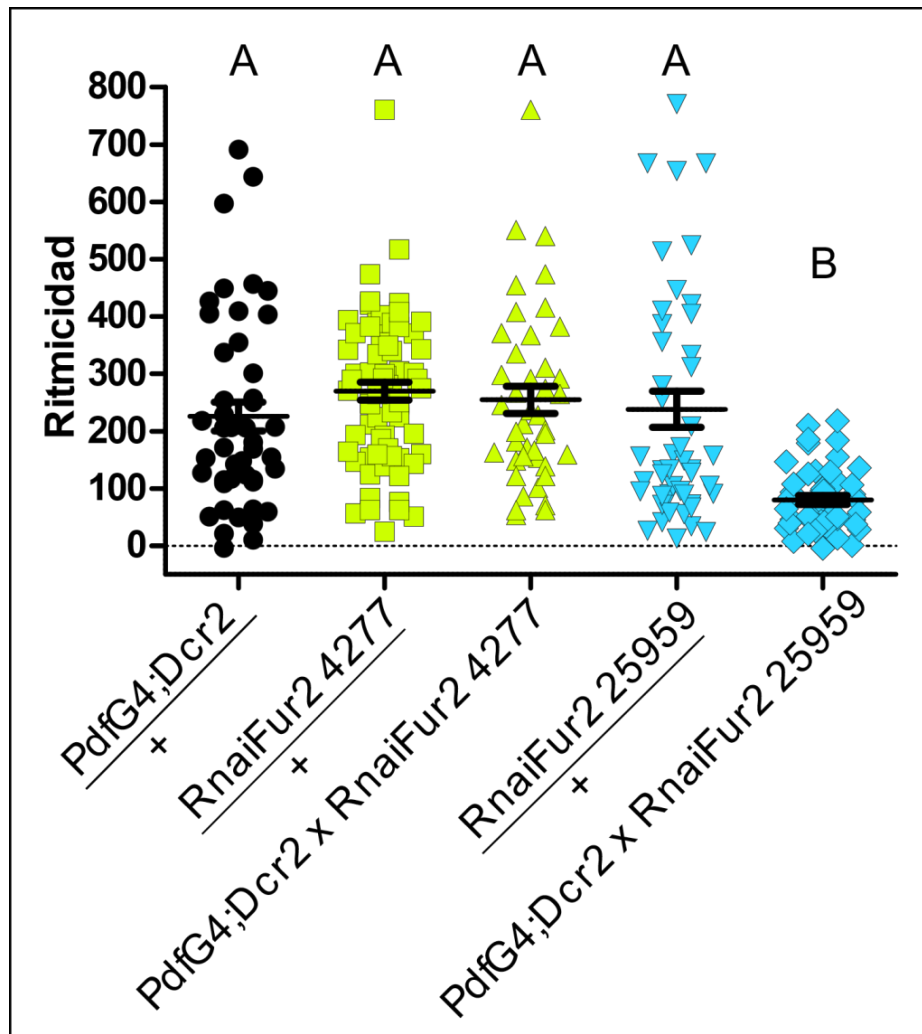 A A A A
B
Ritmicidad
800
700
600
500
400
300
200
100
0
PdfG4;Dcr2
+
RnaiFur2 4277
+
PdfG4;Dcr2 x RnaiFur2 4277
RnaiFur2 25959
+
PdfG4;Dcr2 x RnaiFur2 25959